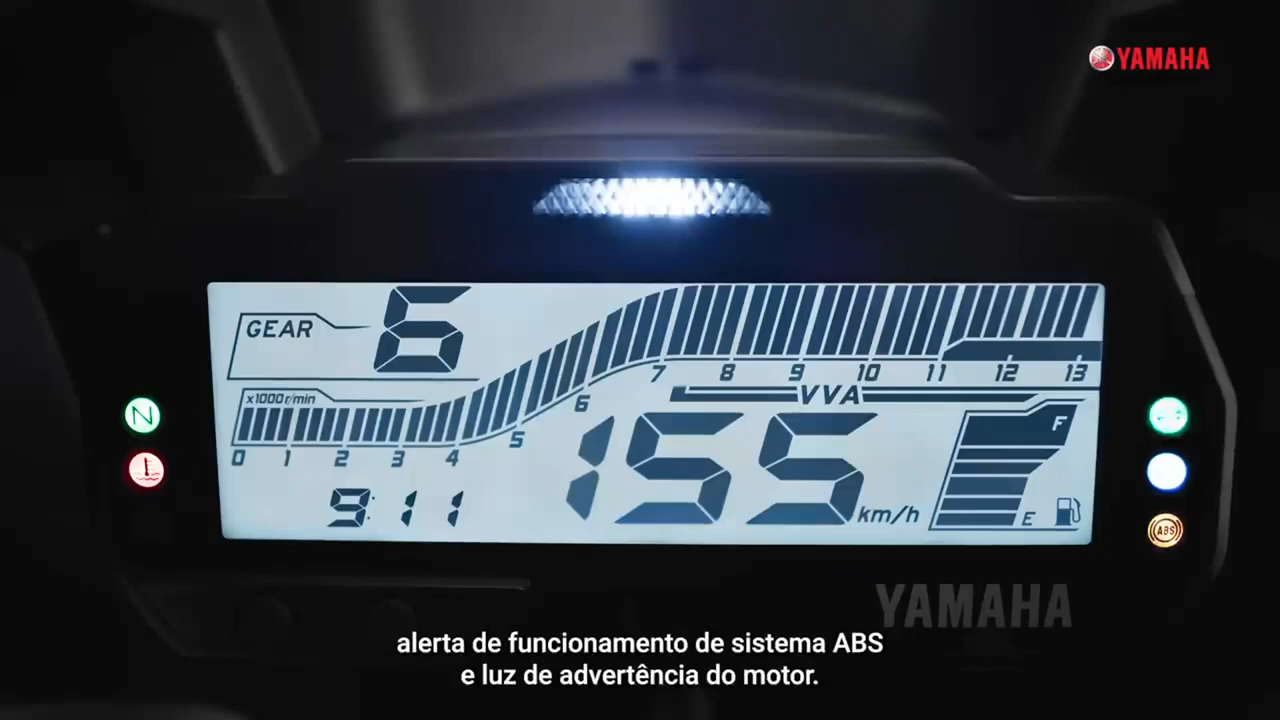 YAMAHA
GEAR 6
x1000r/min
0 1 2 3 4 5 6 7 8 9 10 11 12 13
VVA
N
155 km/h
F
E
9:11
ABS
YAMAHA
alerta de funcionamento de sistema ABS
e luz de advertência do motor.